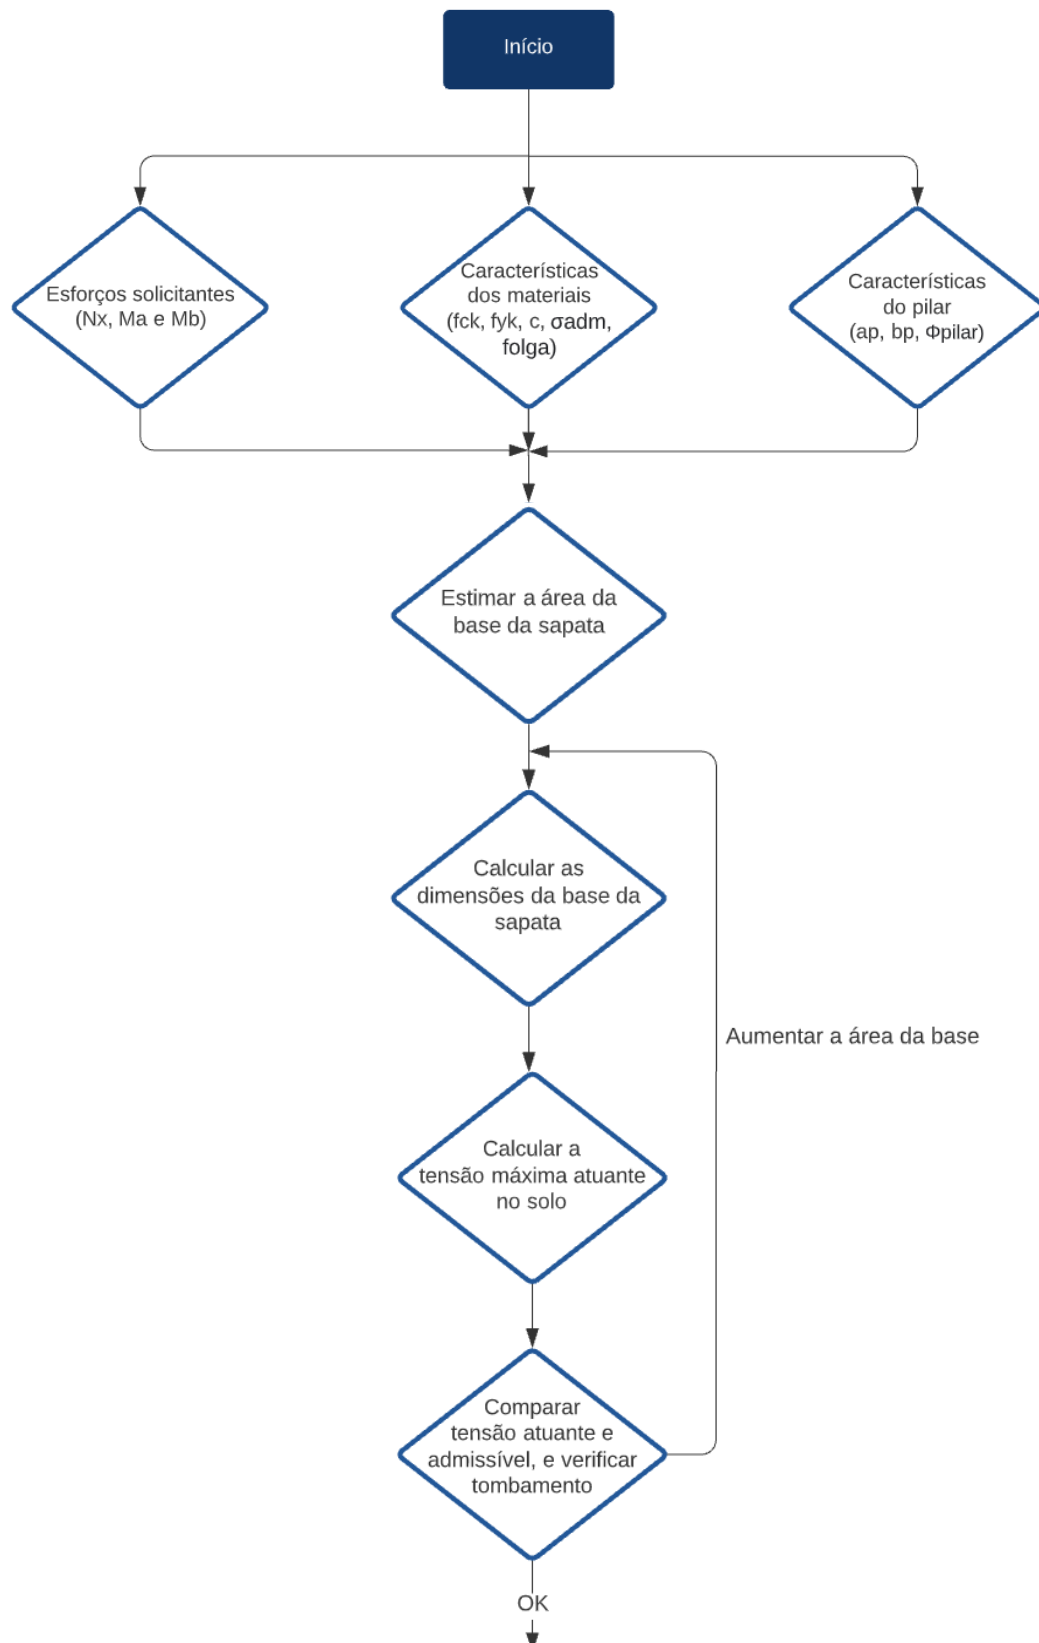 Início
Esforços solicitantes
(Nx, Ma e Mb)
Características
dos materiais
(fck, fyk, c, σadm,
folga)
Características
do pilar
(ap, bp, Φpilar)
Estimar a área da
base da sapata
Calcular as
dimensões da base da
sapata
Aumentar a área da base
Calcular a
tensão máxima atuante
no solo
Comparar
tensão atuante e
admissível, e verificar
tombamento
OK